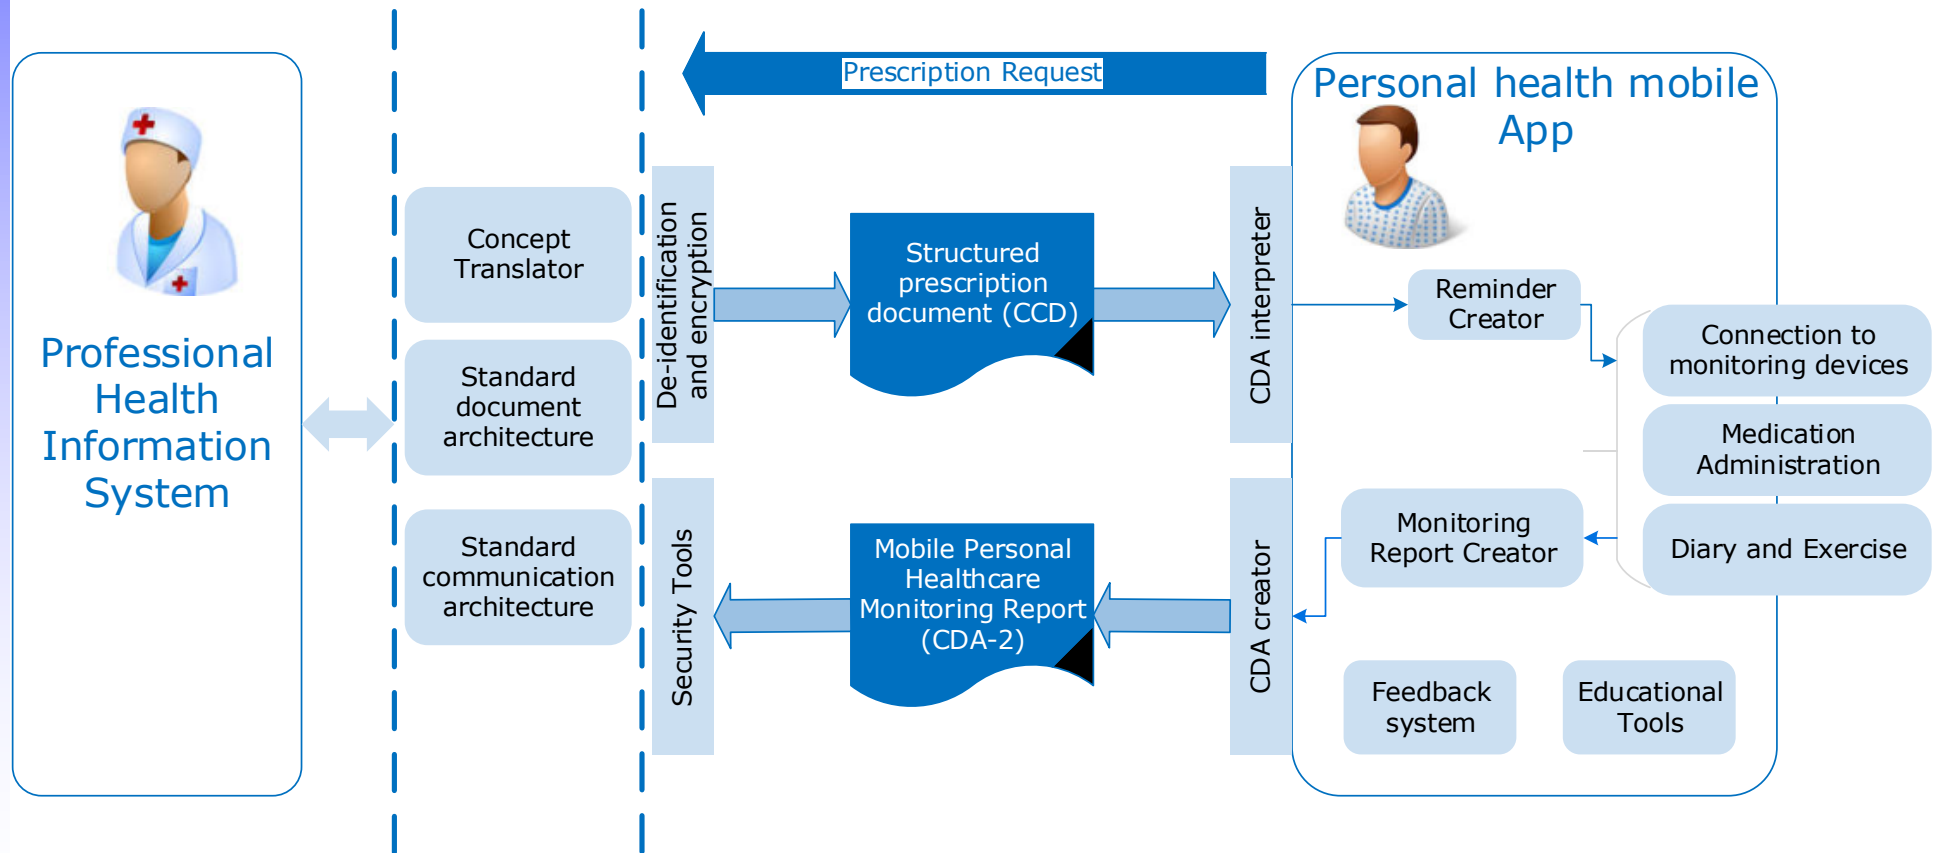 Prescription Request
Professional
Health
Information
System
Concept
Translator
Standard
document
architecture
Standard
communication
architecture
De-identification
and encryption
Security Tools
Structured
prescription
document (CCD)
Mobile Personal
Healthcare
Monitoring Report
(CDA-2)
CDA interpreter
CDA creator
Personal health mobile
App
Reminder
Creator
Connection to
monitoring devices
Medication
Administration
Monitoring
Report Creator
Diary and Exercise
Feedback
system
Educational
Tools